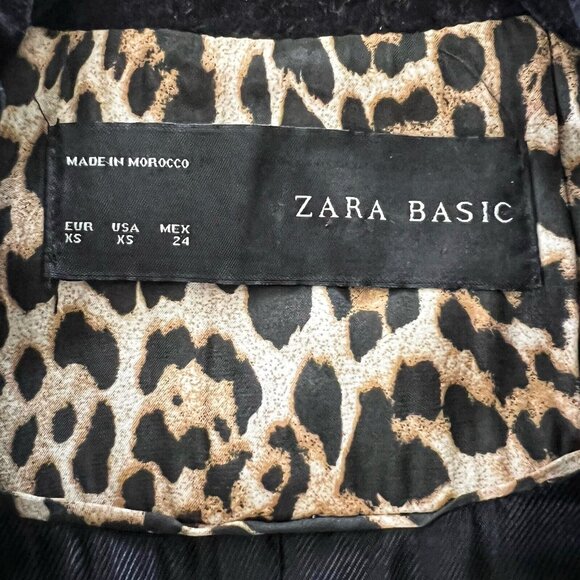 MADE IN MOROCCO
ZARA BASIC
EUR USA MEX
XS XS 24